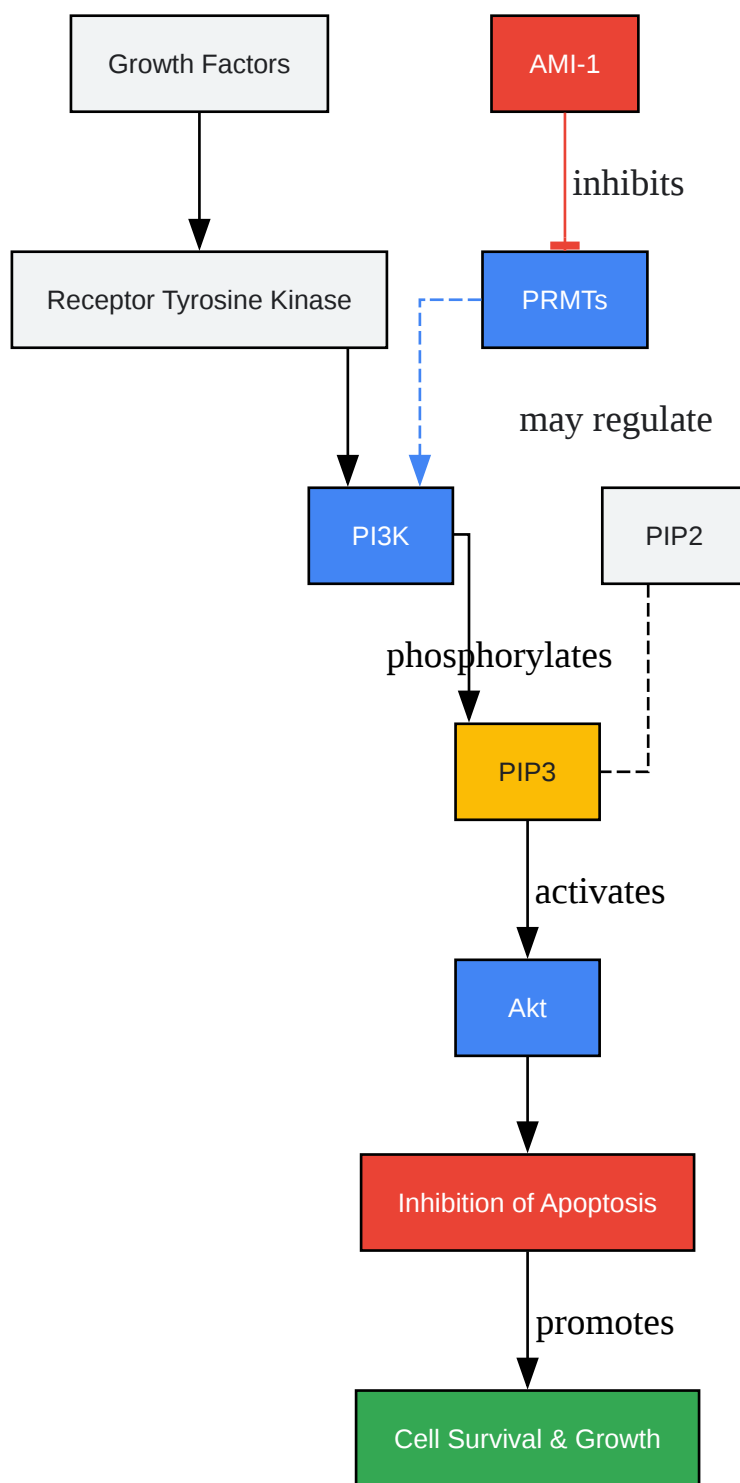 Growth Factors
AMI-1
inhibits
Receptor Tyrosine Kinase
PRMTs
may regulate
PI3K
PIP2
phosphorylates
PIP3
activates
Akt
Inhibition of Apoptosis
promotes
Cell Survival & Growth